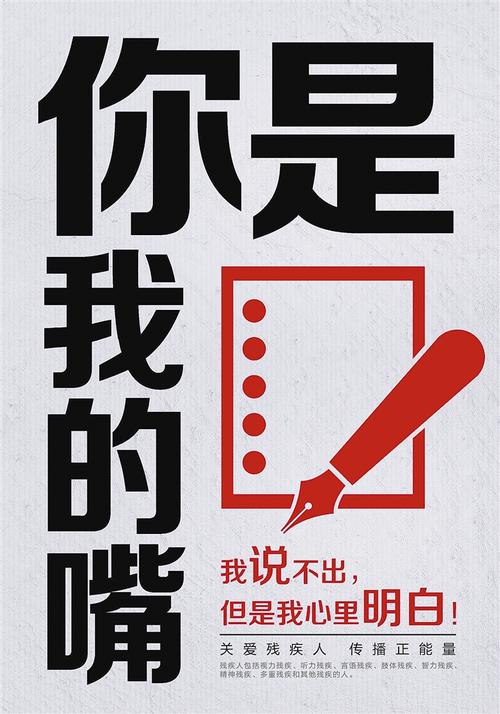 你是
我的嘴
我说不出，
但是我心里明白！
关爱残疾人 传播正能量
残疾人包括视力残疾、听力残疾、言语残疾、肢体残疾、智力残疾、
精神残疾、多重残疾和其他残疾的人。